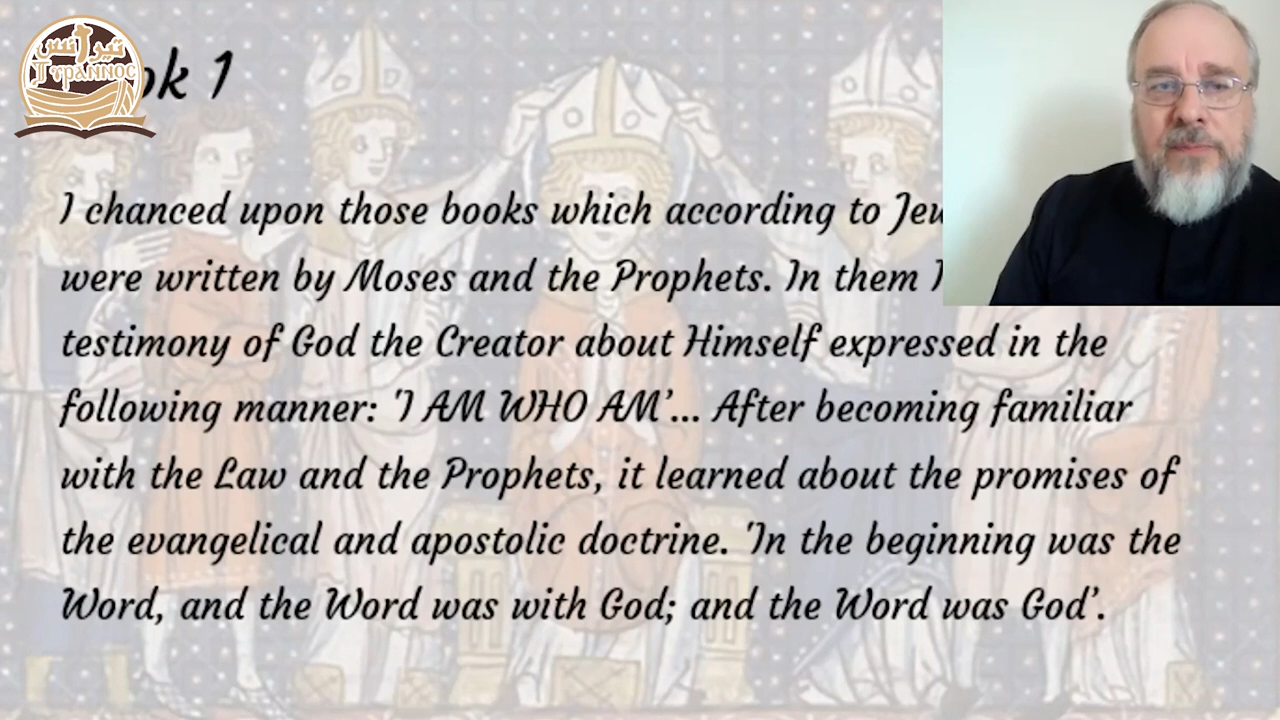 تيرانس
Τυραννος
ok 1
I chanced upon those books which according to Jew
were written by Moses and the Prophets. In them I
testimony of God the Creator about Himself expressed in the
following manner: 'I AM WHO AM'... After becoming familiar
with the Law and the Prophets, it learned about the promises of
the evangelical and apostolic doctrine. 'In the beginning was the
Word, and the Word was with God; and the Word was God'.